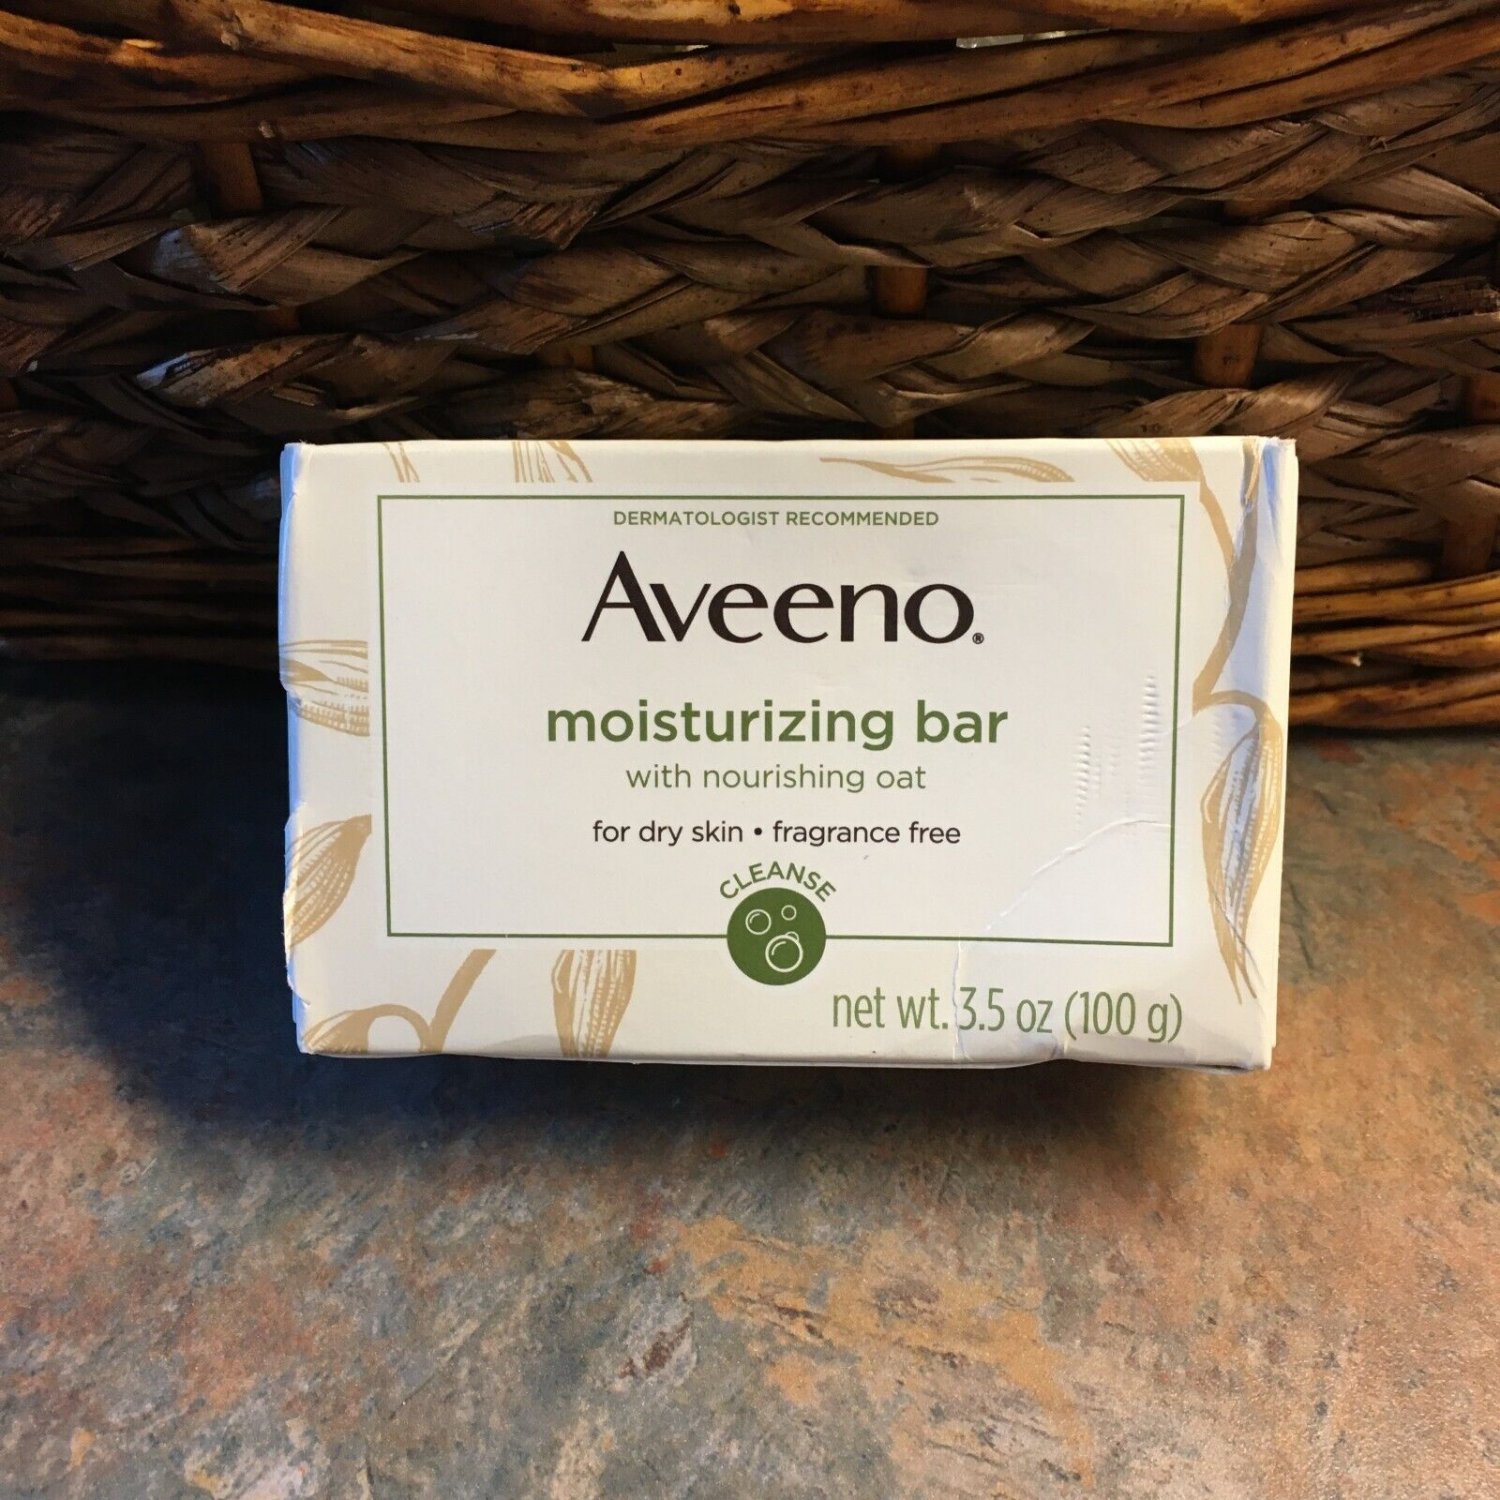 DERMATOLOGIST RECOMMENDED
Aveeno®
moisturizing bar
with nourishing oat
for dry skin • fragrance free
CLEANSE
net wt. 3.5 oz (100 g)